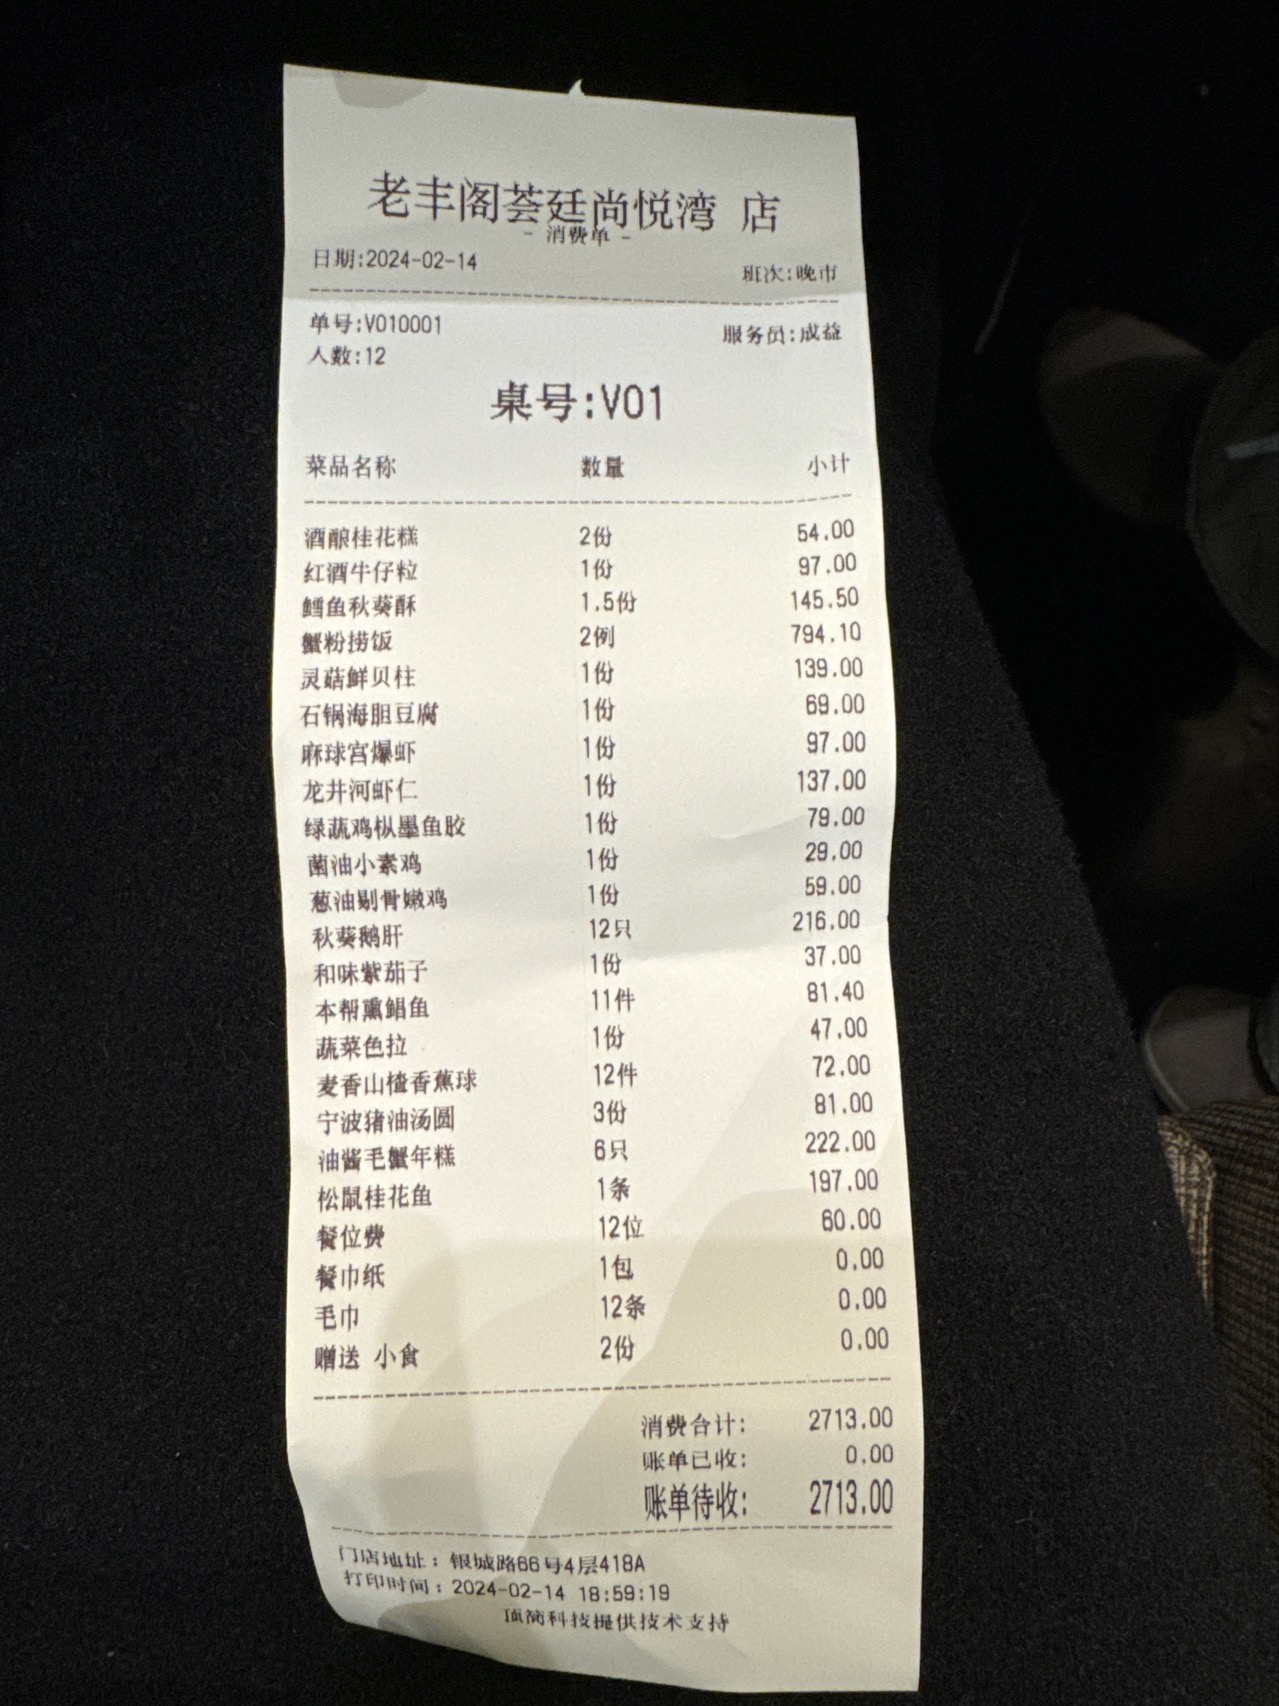 老丰阁荟廷尚悦湾 店
- 消费单 -
日期:2024-02-14 班次:晚市
单号:V010001 服务员:成益
人数:12
桌号:V01
菜品名称 数量 小计
酒酿桂花糕 2份 54.00
红酒牛仔粒 1份 97.00
鳕鱼秋葵酥 1.5份 145.50
蟹粉捞饭 2例 794.10
灵菇鲜贝柱 1份 139.00
石锅海胆豆腐 1份 69.00
麻球宫爆虾 1份 97.00
龙井河虾仁 1份 137.00
绿蔬鸡枞墨鱼胶 1份 79.00
菌油小素鸡 1份 29.00
葱油剔骨嫩鸡 1份 59.00
秋葵鹅肝 12只 216.00
和味紫茄子 1份 37.00
本帮熏鲳鱼 11件 81.40
蔬菜色拉 1份 47.00
麦香山楂香蕉球 12件 72.00
宁波猪油汤圆 3份 81.00
油酱毛蟹年糕 6只 222.00
松鼠桂花鱼 1条 197.00
餐位费 12位 60.00
餐巾纸 1包 0.00
毛巾 12条 0.00
赠送 小食 2份 0.00
消费合计: 2713.00
账单已收: 0.00
账单待收: 2713.00
门店地址: 银城路66号4层418A
打印时间: 2024-02-14 18:59:19
顶简科技提供技术支持